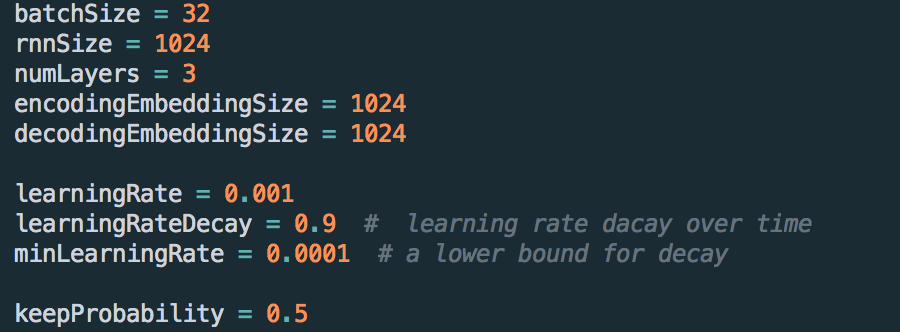 batchSize = 32
rnnSize = 1024
numLayers = 3
encodingEmbeddingSize = 1024
decodingEmbeddingSize = 1024
learningRate = 0.001
learningRateDecay = 0.9  #  learning rate dacay over time
minLearningRate = 0.0001  # a lower bound for decay
keepProbability = 0.5